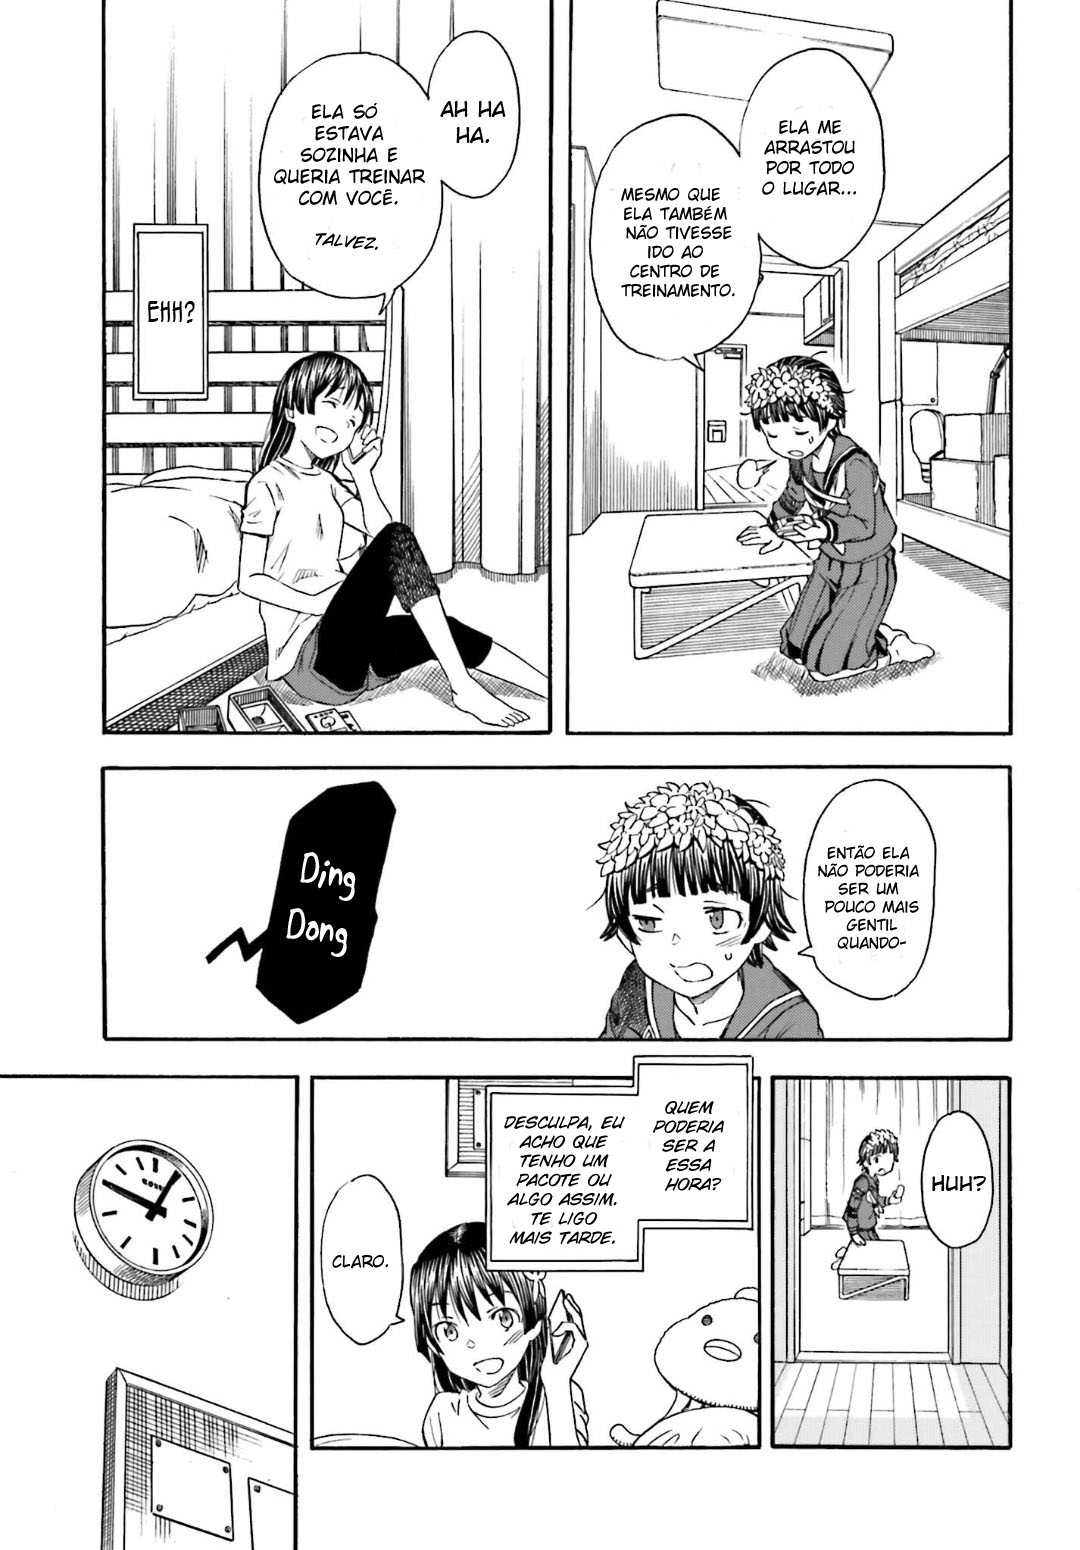 ELA ME
ARRASTOU
POR TODO
O LUGAR...
MESMO QUE
ELA TAMBÉM
NÃO TIVESSE
IDO AO
CENTRO DE
TREINAMENTO.
AH HA
HA.
ELA SÓ
ESTAVA
SOZINHA E
QUERIA TREINAR
COM VOCÊ.
TALVEZ.
EHH?
ENTÃO ELA
NÃO PODERIA
SER UM
POUCO MAIS
GENTIL
QUANDO-
Ding
Dong
HUH?
QUEM
PODERIA
SER A
ESSA
HORA?
DESCULPA, EU
ACHO QUE
TENHO UM
PACOTE OU
ALGO ASSIM.
TE LIGO
MAIS TARDE.
CLARO.